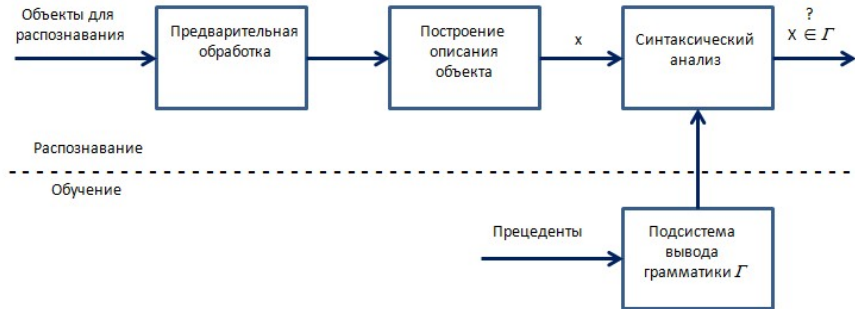 Объекты для
распознавания
Предварительная
обработка
Построение
описания
объекта
x
Синтаксический
анализ
?
X ∈ Γ
Распознавание
Обучение
Прецеденты
Подсистема
вывода
грамматики Γ